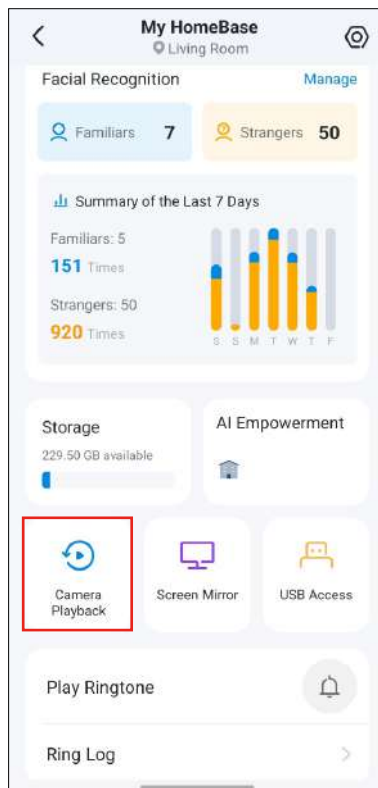 My HomeBase
Living Room
Facial Recognition Manage
Familiars 7
Strangers 50
Summary of the Last 7 Days
Familiars: 5
151 Times
Strangers: 50
920 Times
S S M T W T F
Storage
229.50 GB available
AI Empowerment
Camera
Playback
Screen Mirror
USB Access
Play Ringtone
Ring Log